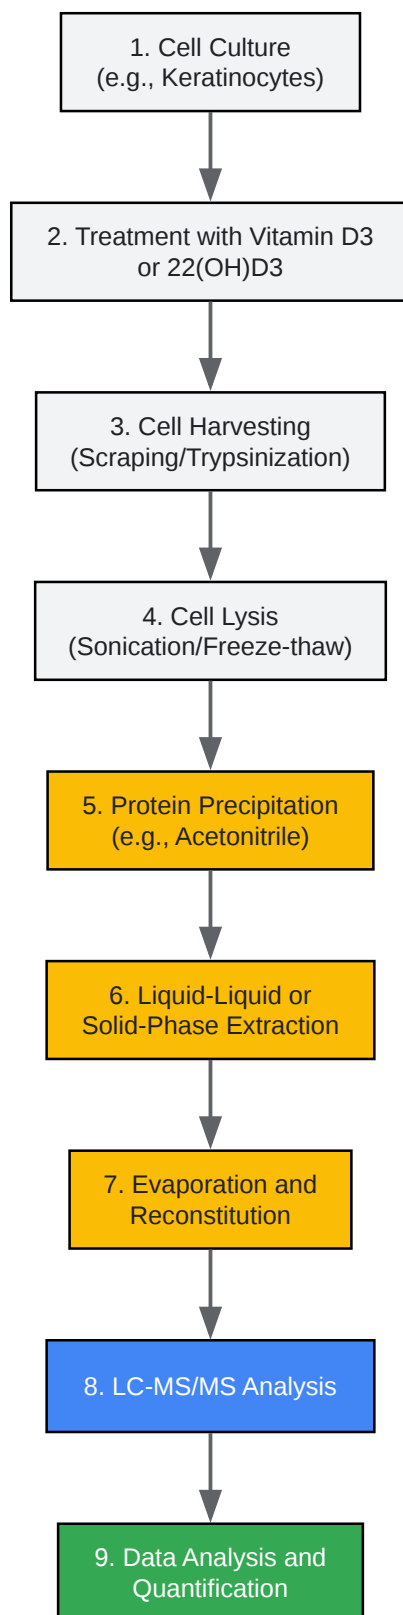 1. Cell Culture
(e.g., Keratinocytes)
2. Treatment with Vitamin D3
or 22(OH)D3
3. Cell Harvesting
(Scraping/Trypsinization)
4. Cell Lysis
(Sonication/Freeze-thaw)
5. Protein Precipitation
(e.g., Acetonitrile)
6. Liquid-Liquid or
Solid-Phase Extraction
7. Evaporation and
Reconstitution
8. LC-MS/MS Analysis
9. Data Analysis and
Quantification